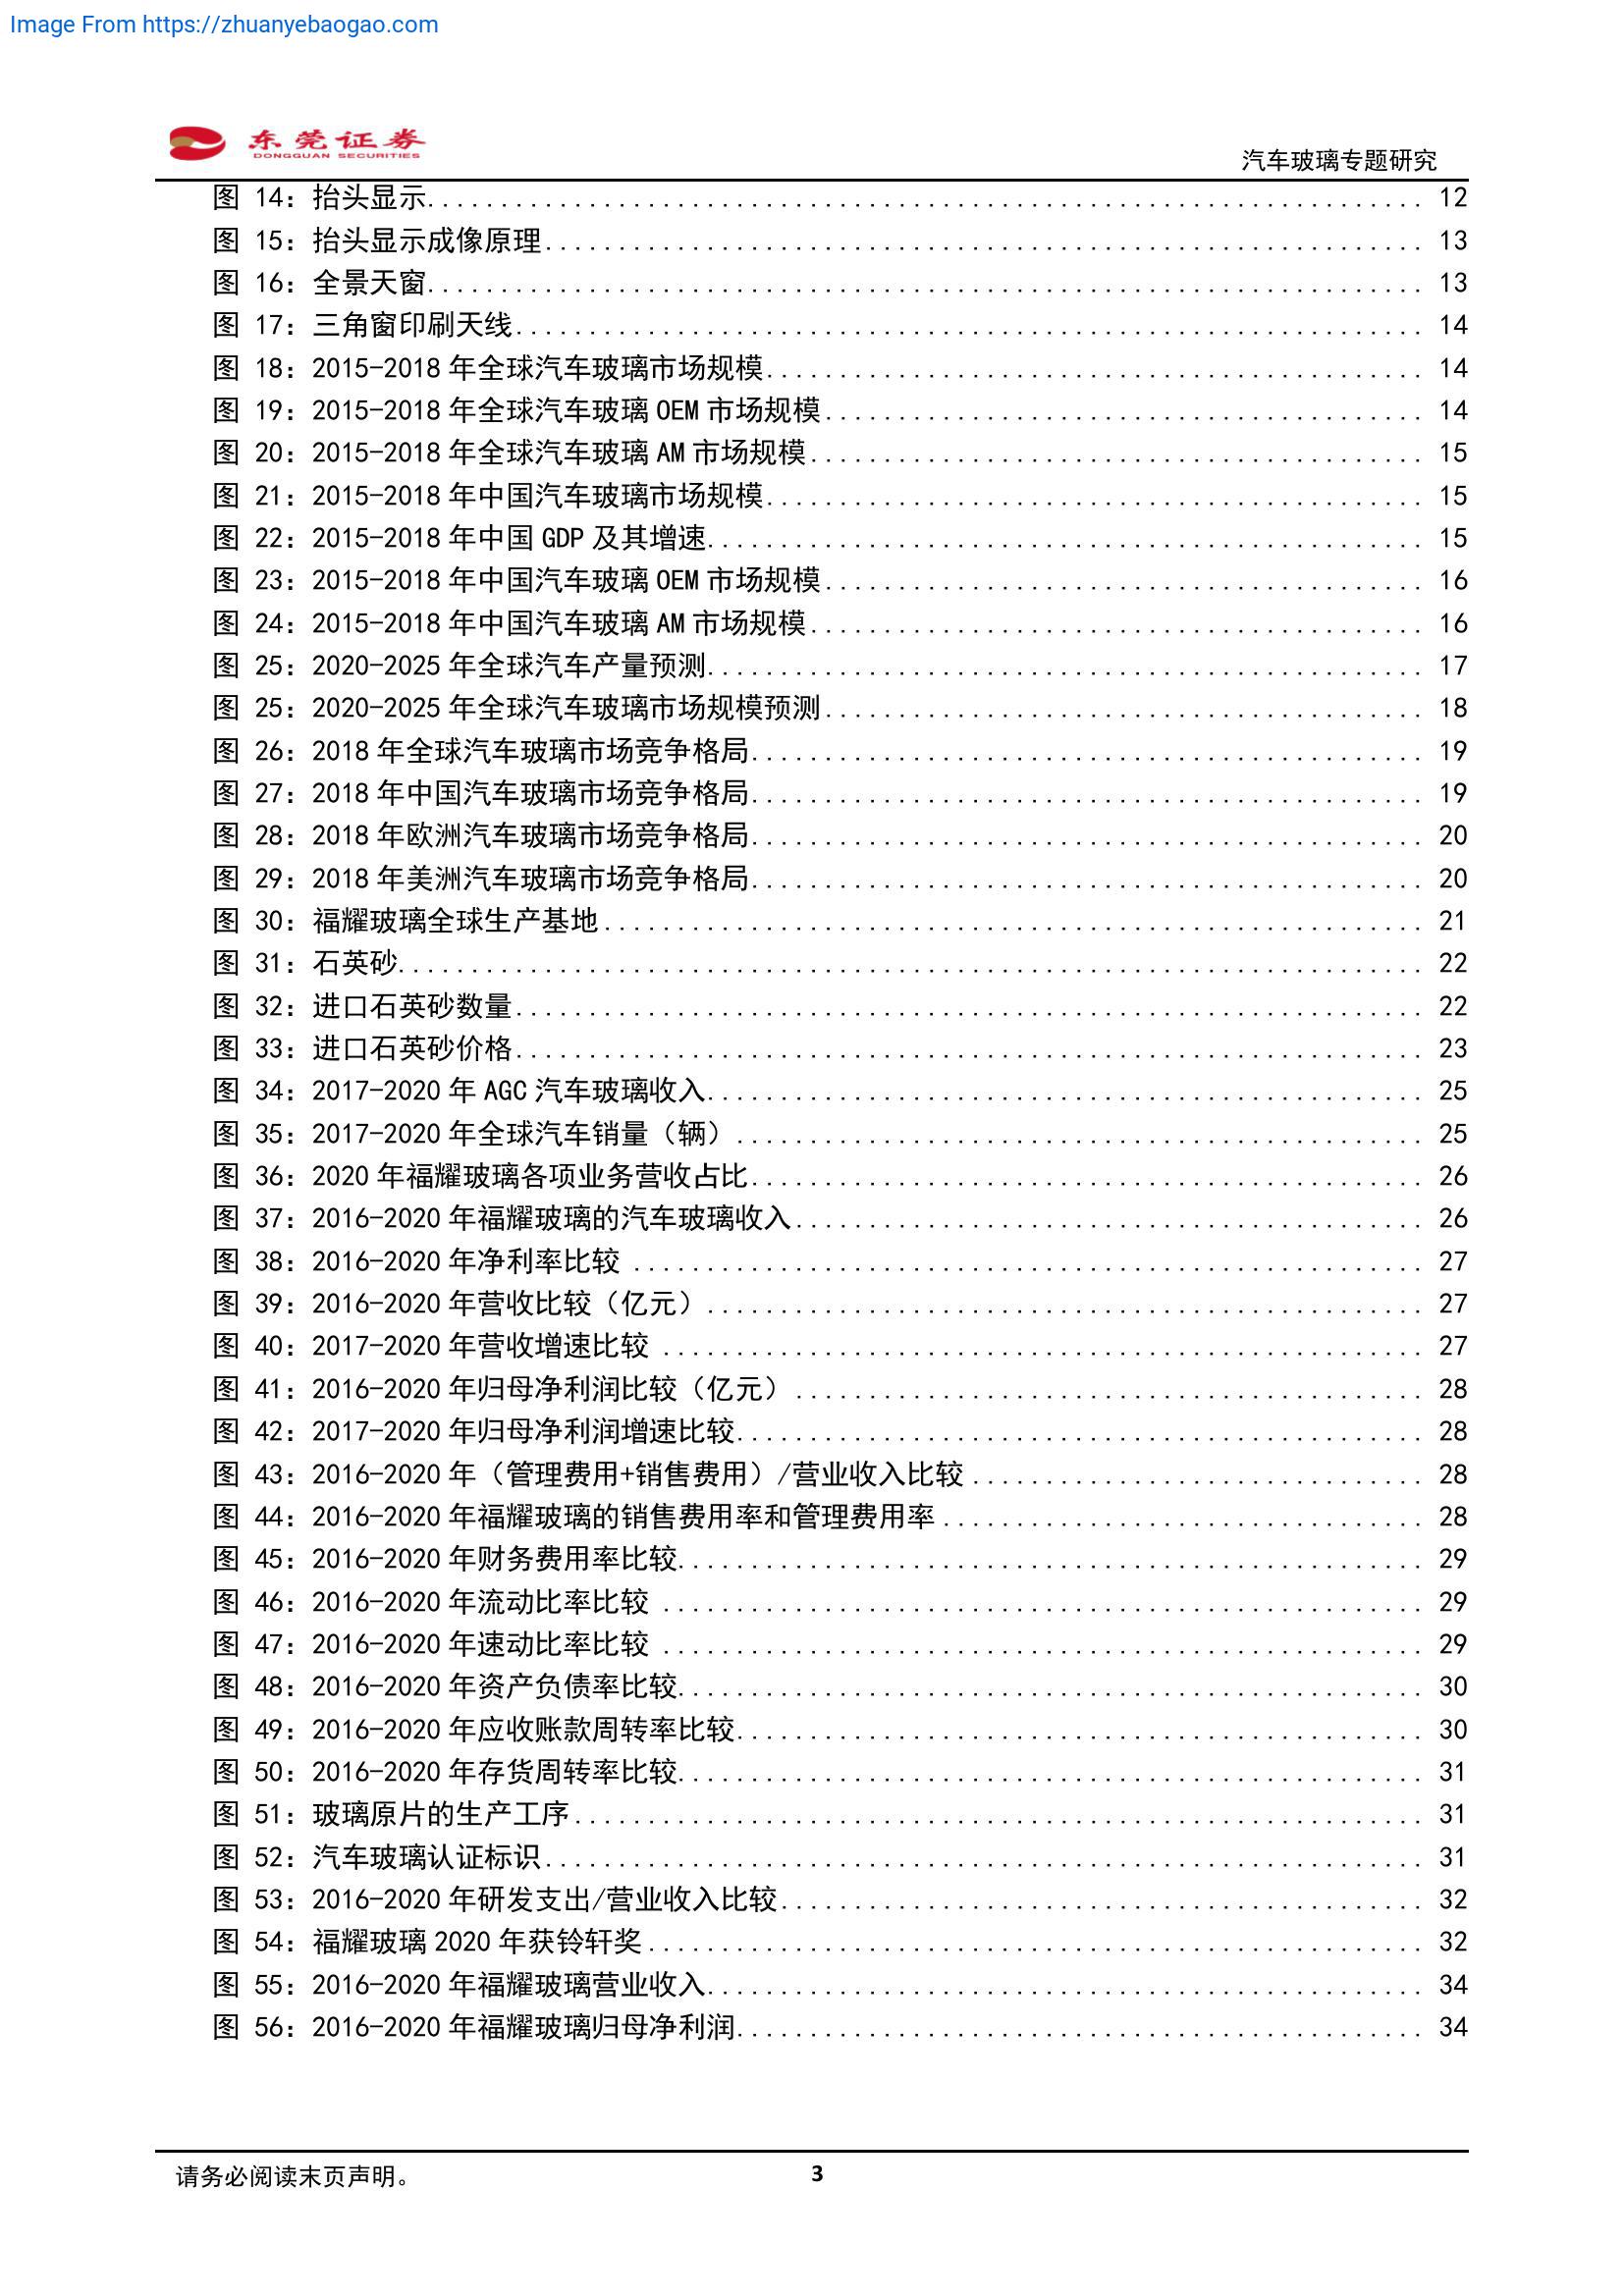 Image From https://zhuanyebaogao.com
东莞证券
DONGGUAN SECURITIES
汽车玻璃专题研究
图 14：抬头显示 12
图 15：抬头显示成像原理 13
图 16：全景天窗 13
图 17：三角窗印刷天线 14
图 18：2015-2018 年全球汽车玻璃市场规模 14
图 19：2015-2018 年全球汽车玻璃 OEM 市场规模 14
图 20：2015-2018 年全球汽车玻璃 AM 市场规模 15
图 21：2015-2018 年中国汽车玻璃市场规模 15
图 22：2015-2018 年中国 GDP 及其增速 15
图 23：2015-2018 年中国汽车玻璃 OEM 市场规模 16
图 24：2015-2018 年中国汽车玻璃 AM 市场规模 16
图 25：2020-2025 年全球汽车产量预测 17
图 25：2020-2025 年全球汽车玻璃市场规模预测 18
图 26：2018 年全球汽车玻璃市场竞争格局 19
图 27：2018 年中国汽车玻璃市场竞争格局 19
图 28：2018 年欧洲汽车玻璃市场竞争格局 20
图 29：2018 年美洲汽车玻璃市场竞争格局 20
图 30：福耀玻璃全球生产基地 21
图 31：石英砂 22
图 32：进口石英砂数量 22
图 33：进口石英砂价格 23
图 34：2017-2020 年 AGC 汽车玻璃收入 25
图 35：2017-2020 年全球汽车销量（辆） 25
图 36：2020 年福耀玻璃各项业务营收占比 26
图 37：2016-2020 年福耀玻璃的汽车玻璃收入 26
图 38：2016-2020 年净利率比较 27
图 39：2016-2020 年营收比较（亿元） 27
图 40：2017-2020 年营收增速比较 27
图 41：2016-2020 年归母净利润比较（亿元） 28
图 42：2017-2020 年归母净利润增速比较 28
图 43：2016-2020 年（管理费用+销售费用）/营业收入比较 28
图 44：2016-2020 年福耀玻璃的销售费用率和管理费用率 28
图 45：2016-2020 年财务费用率比较 29
图 46：2016-2020 年流动比率比较 29
图 47：2016-2020 年速动比率比较 29
图 48：2016-2020 年资产负债率比较 30
图 49：2016-2020 年应收账款周转率比较 30
图 50：2016-2020 年存货周转率比较 31
图 51：玻璃原片的生产工序 31
图 52：汽车玻璃认证标识 31
图 53：2016-2020 年研发支出/营业收入比较 32
图 54：福耀玻璃 2020 年获铃轩奖 32
图 55：2016-2020 年福耀玻璃营业收入 34
图 56：2016-2020 年福耀玻璃归母净利润 34
请务必阅读末页声明。
3